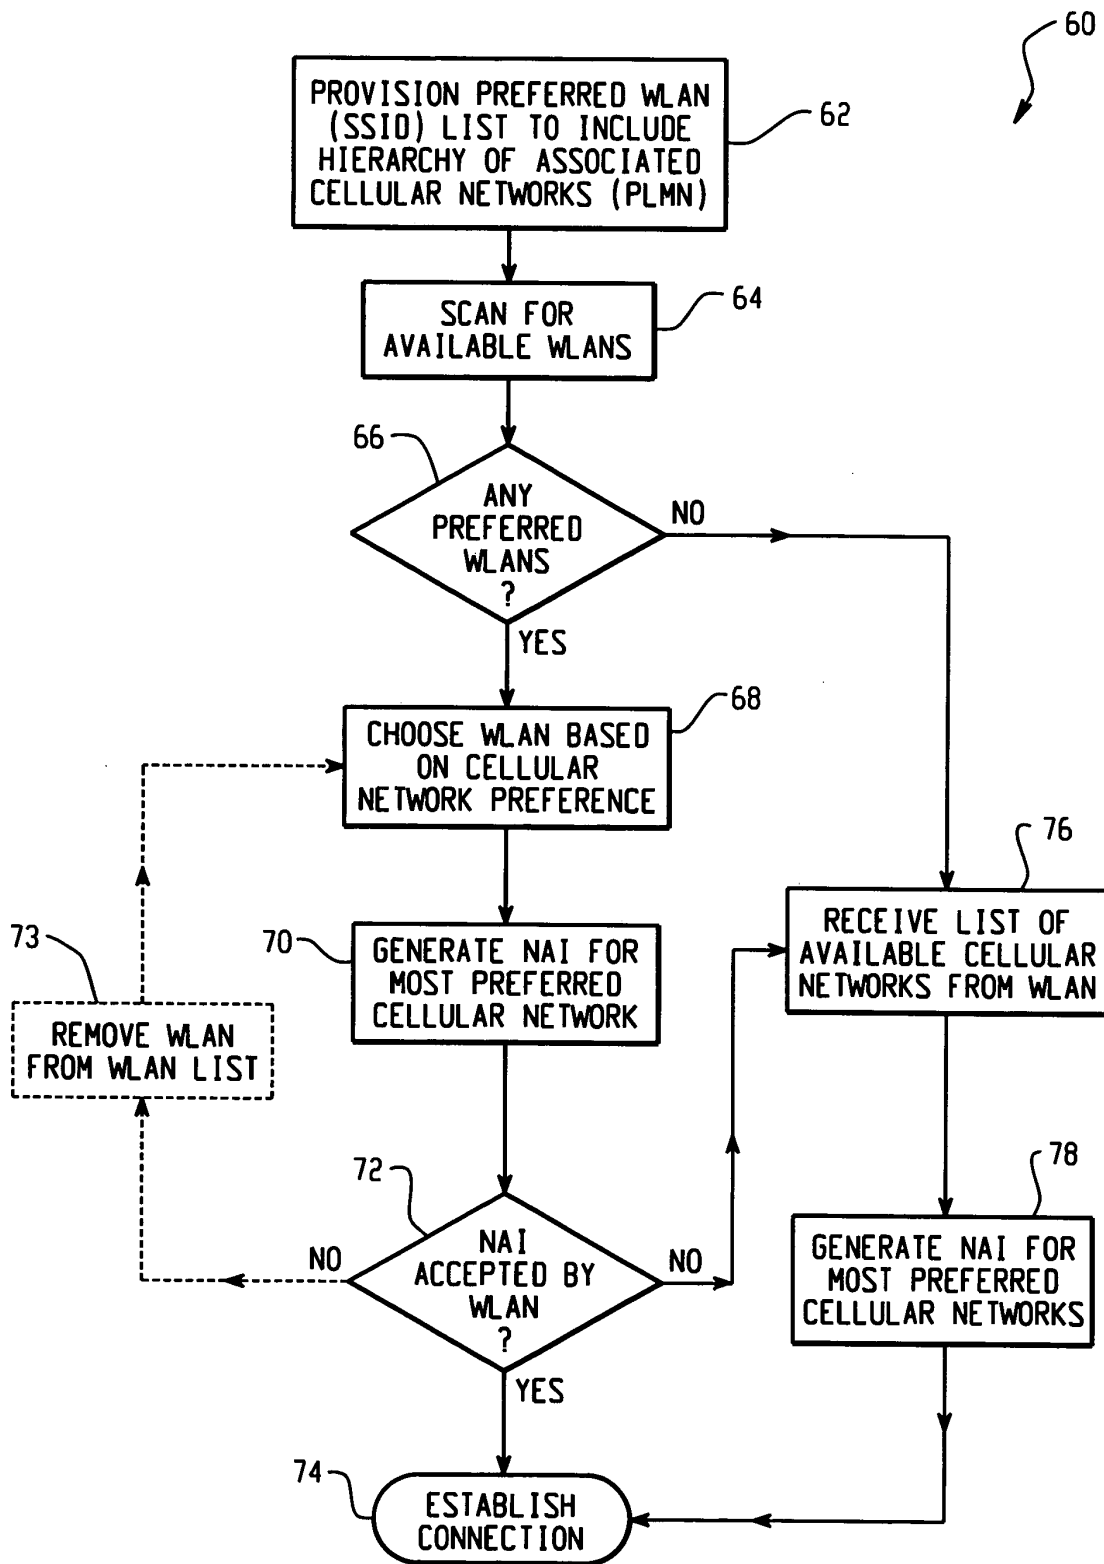 60
PROVISION PREFERRED WLAN
(SSID) LIST TO INCLUDE
HIERARCHY OF ASSOCIATED
CELLULAR NETWORKS (PLMN)
62
SCAN FOR
AVAILABLE WLANS
64
66
ANY
PREFERRED
WLANS
?
NO
YES
CHOOSE WLAN BASED
ON CELLULAR
NETWORK PREFERENCE
68
70
GENERATE NAI FOR
MOST PREFERRED
CELLULAR NETWORK
76
RECEIVE LIST OF
AVAILABLE CELLULAR
NETWORKS FROM WLAN
73
REMOVE WLAN
FROM WLAN LIST
72
NAI
ACCEPTED BY
WLAN
?
NO
NO
YES
78
GENERATE NAI FOR
MOST PREFERRED
CELLULAR NETWORKS
74
ESTABLISH
CONNECTION